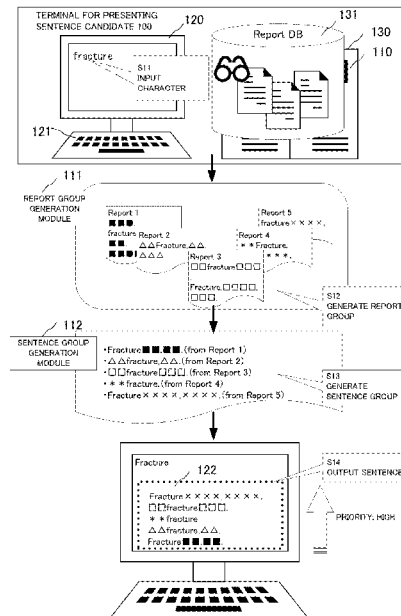 TERMINAL FOR PRESENTING
SENTENCE CANDIDATE 100
120
131
Report DB
130
110
fracture
S11
INPUT
CHARACTER
121
111
REPORT GROUP
GENERATION
MODULE
Report 1
■■■.
fracture
■■.
■■■
Report 2
△△Fracture,△△.
△△△
Report 3
□□fracture□□□
Fracture,□□□□.
□□□.
Report 4
**Fracture.
***.
Report 5
fracture××××,
S12
GENERATE REPORT
GROUP
112
SENTENCE GROUP
GENERATION
MODULE
・Fracture■■,■■.(from Report 1)
・△△fracture,△△.(from Report 2)
・□□fracture□□□.(from Report 3)
・**fracture.(from Report 4)
・Fracture××××,××××.(from Report 5)
S13
GENERATE
SENTENCE GROUP
Fracture
122
Fracture××××,××××.
□□fracture□□□.
**fracture
△△fracture,△△
Fracture■■,■■.
S14
OUTPUT SENTENCE
PRIORITY: HIGH